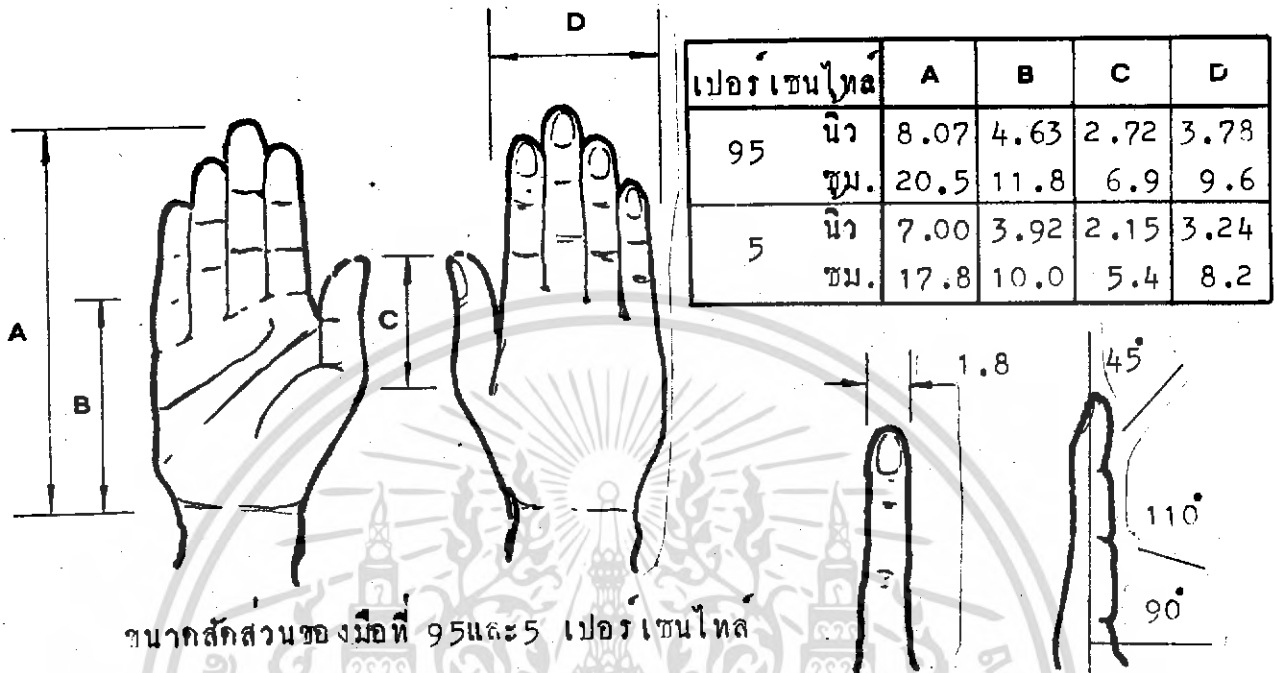 D
เปอร์เซนไทล์ A B C D
95 นิ้ว 8.07 4.63 2.72 3.78
ซม. 20.5 11.8 6.9 9.6
5 นิ้ว 7.00 3.92 2.15 3.24
ซม. 17.8 10.0 5.4 8.2
A
B
C
1.8
45°
110°
90°
ขนาดสัดส่วนของมือที่ 95และ5 เปอร์เซนไทล์